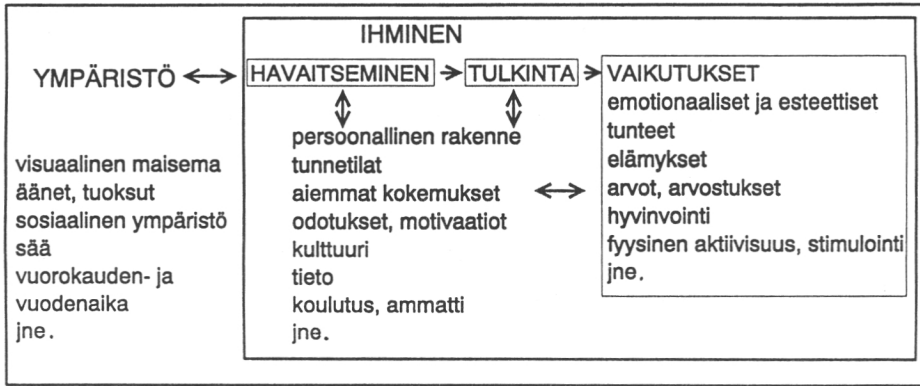 IHMINEN
YMPÄRISTÖ
HAVAITSEMINEN
TULKINTA
VAIKUTUKSET
visuaalinen maisema
äänet, tuoksut
sosiaalinen ympäristö
sää
vuorokauden- ja
vuodenaika
jne.
persoonallinen rakenne
tunnetilat
aiemmat kokemukset
odotukset, motivaatiot
kulttuuri
tieto
koulutus, ammatti
jne.
emotionaaliset ja esteettiset
tunteet
elämykset
arvot, arvostukset
hyvinvointi
fyysinen aktiivisuus, stimulointi
jne.